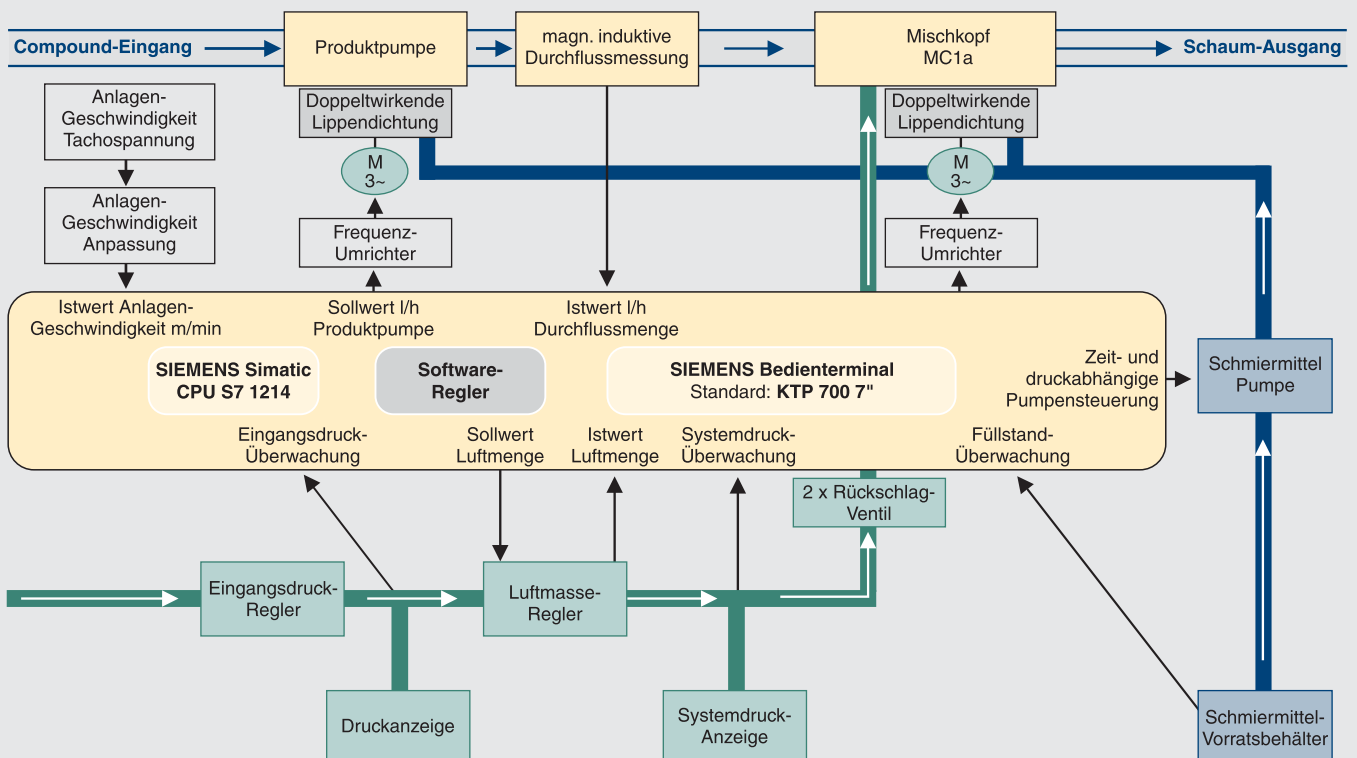 Compound-Eingang
Produktpumpe
magn. induktive
Durchflussmessung
Mischkopf
MC1a
Schaum-Ausgang
Anlagen-
Geschwindigkeit
Tachospannung
Doppeltwirkende
Lippendichtung
Doppeltwirkende
Lippendichtung
M
3~
M
3~
Anlagen-
Geschwindigkeit
Anpassung
Frequenz-
Umrichter
Frequenz-
Umrichter
Istwert Anlagen-
Geschwindigkeit m/min
Sollwert l/h
Produktpumpe
Istwert l/h
Durchflussmenge
SIEMENS Simatic
CPU S7 1214
Software-
Regler
SIEMENS Bedienterminal
Standard: KTP 700 7"
Zeit- und
druckabhängige
Pumpensteuerung
Schmiermittel
Pumpe
Eingangsdruck-
Überwachung
Sollwert
Luftmenge
Istwert
Luftmenge
Systemdruck-
Überwachung
Füllstand-
Überwachung
2 x Rückschlag-
Ventil
Eingangsdruck-
Regler
Luftmasse-
Regler
Druckanzeige
Systemdruck-
Anzeige
Schmiermittel-
Vorratsbehälter